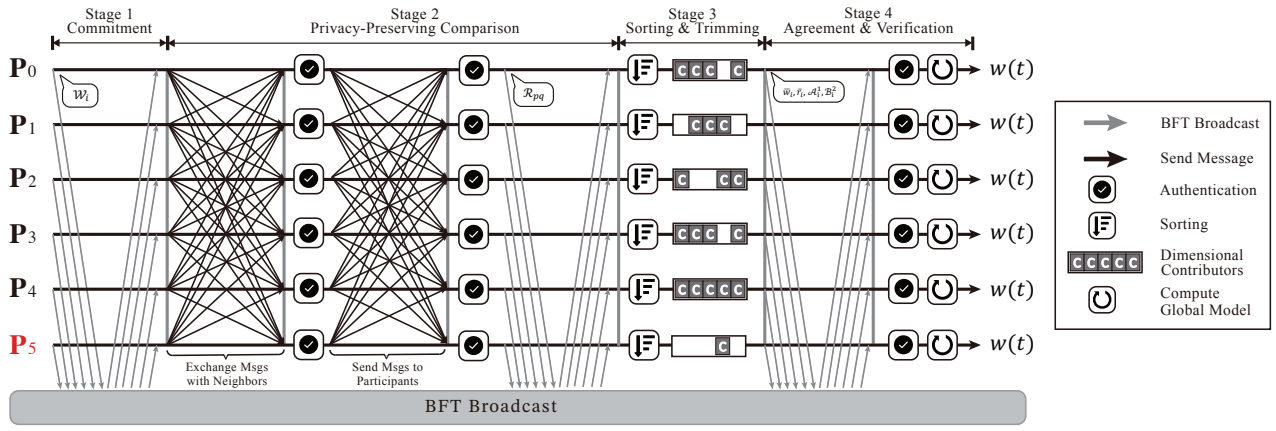 Stage 1
Commitment
Stage 2
Privacy-Preserving Comparison
Stage 3
Sorting & Trimming
Stage 4
Agreement & Verification
P0
𝒲ᵢ
ℛ_pq
C C C C
w(t)
P1
C C C
w(t)
P2
C C C
w(t)
P3
C C C C
w(t)
P4
C C C C C
w(t)
P5
C
w(t)
Exchange Msgs
with Neighbors
Send Msgs to
Participants
BFT Broadcast
BFT Broadcast
Send Message
Authentication
Sorting
C C C C C
Dimensional
Contributors
Compute
Global Model